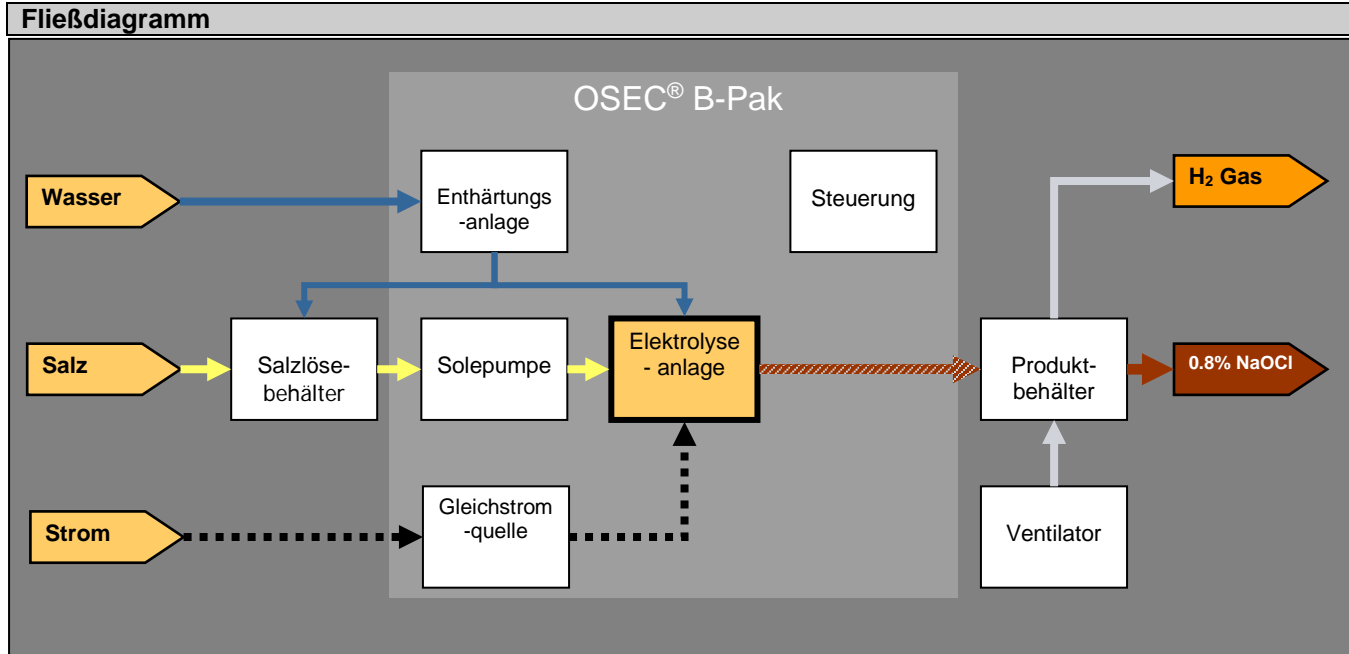 Fließdiagramm
OSEC® B-Pak
Wasser
Enthärtungs
-anlage
Steuerung
H₂ Gas
Salz
Salzlöse-
behälter
Solepumpe
Elektrolyse
- anlage
Produkt-
behälter
0.8% NaOCl
Strom
Gleichstrom
-quelle
Ventilator